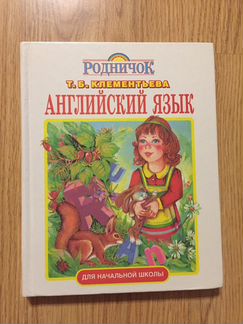 РОДНИЧОК
Т. Б. КЛЕМЕНТЬЕВА
АНГЛИЙСКИЙ ЯЗЫК
n
ДЛЯ НАЧАЛЬНОЙ ШКОЛЫ